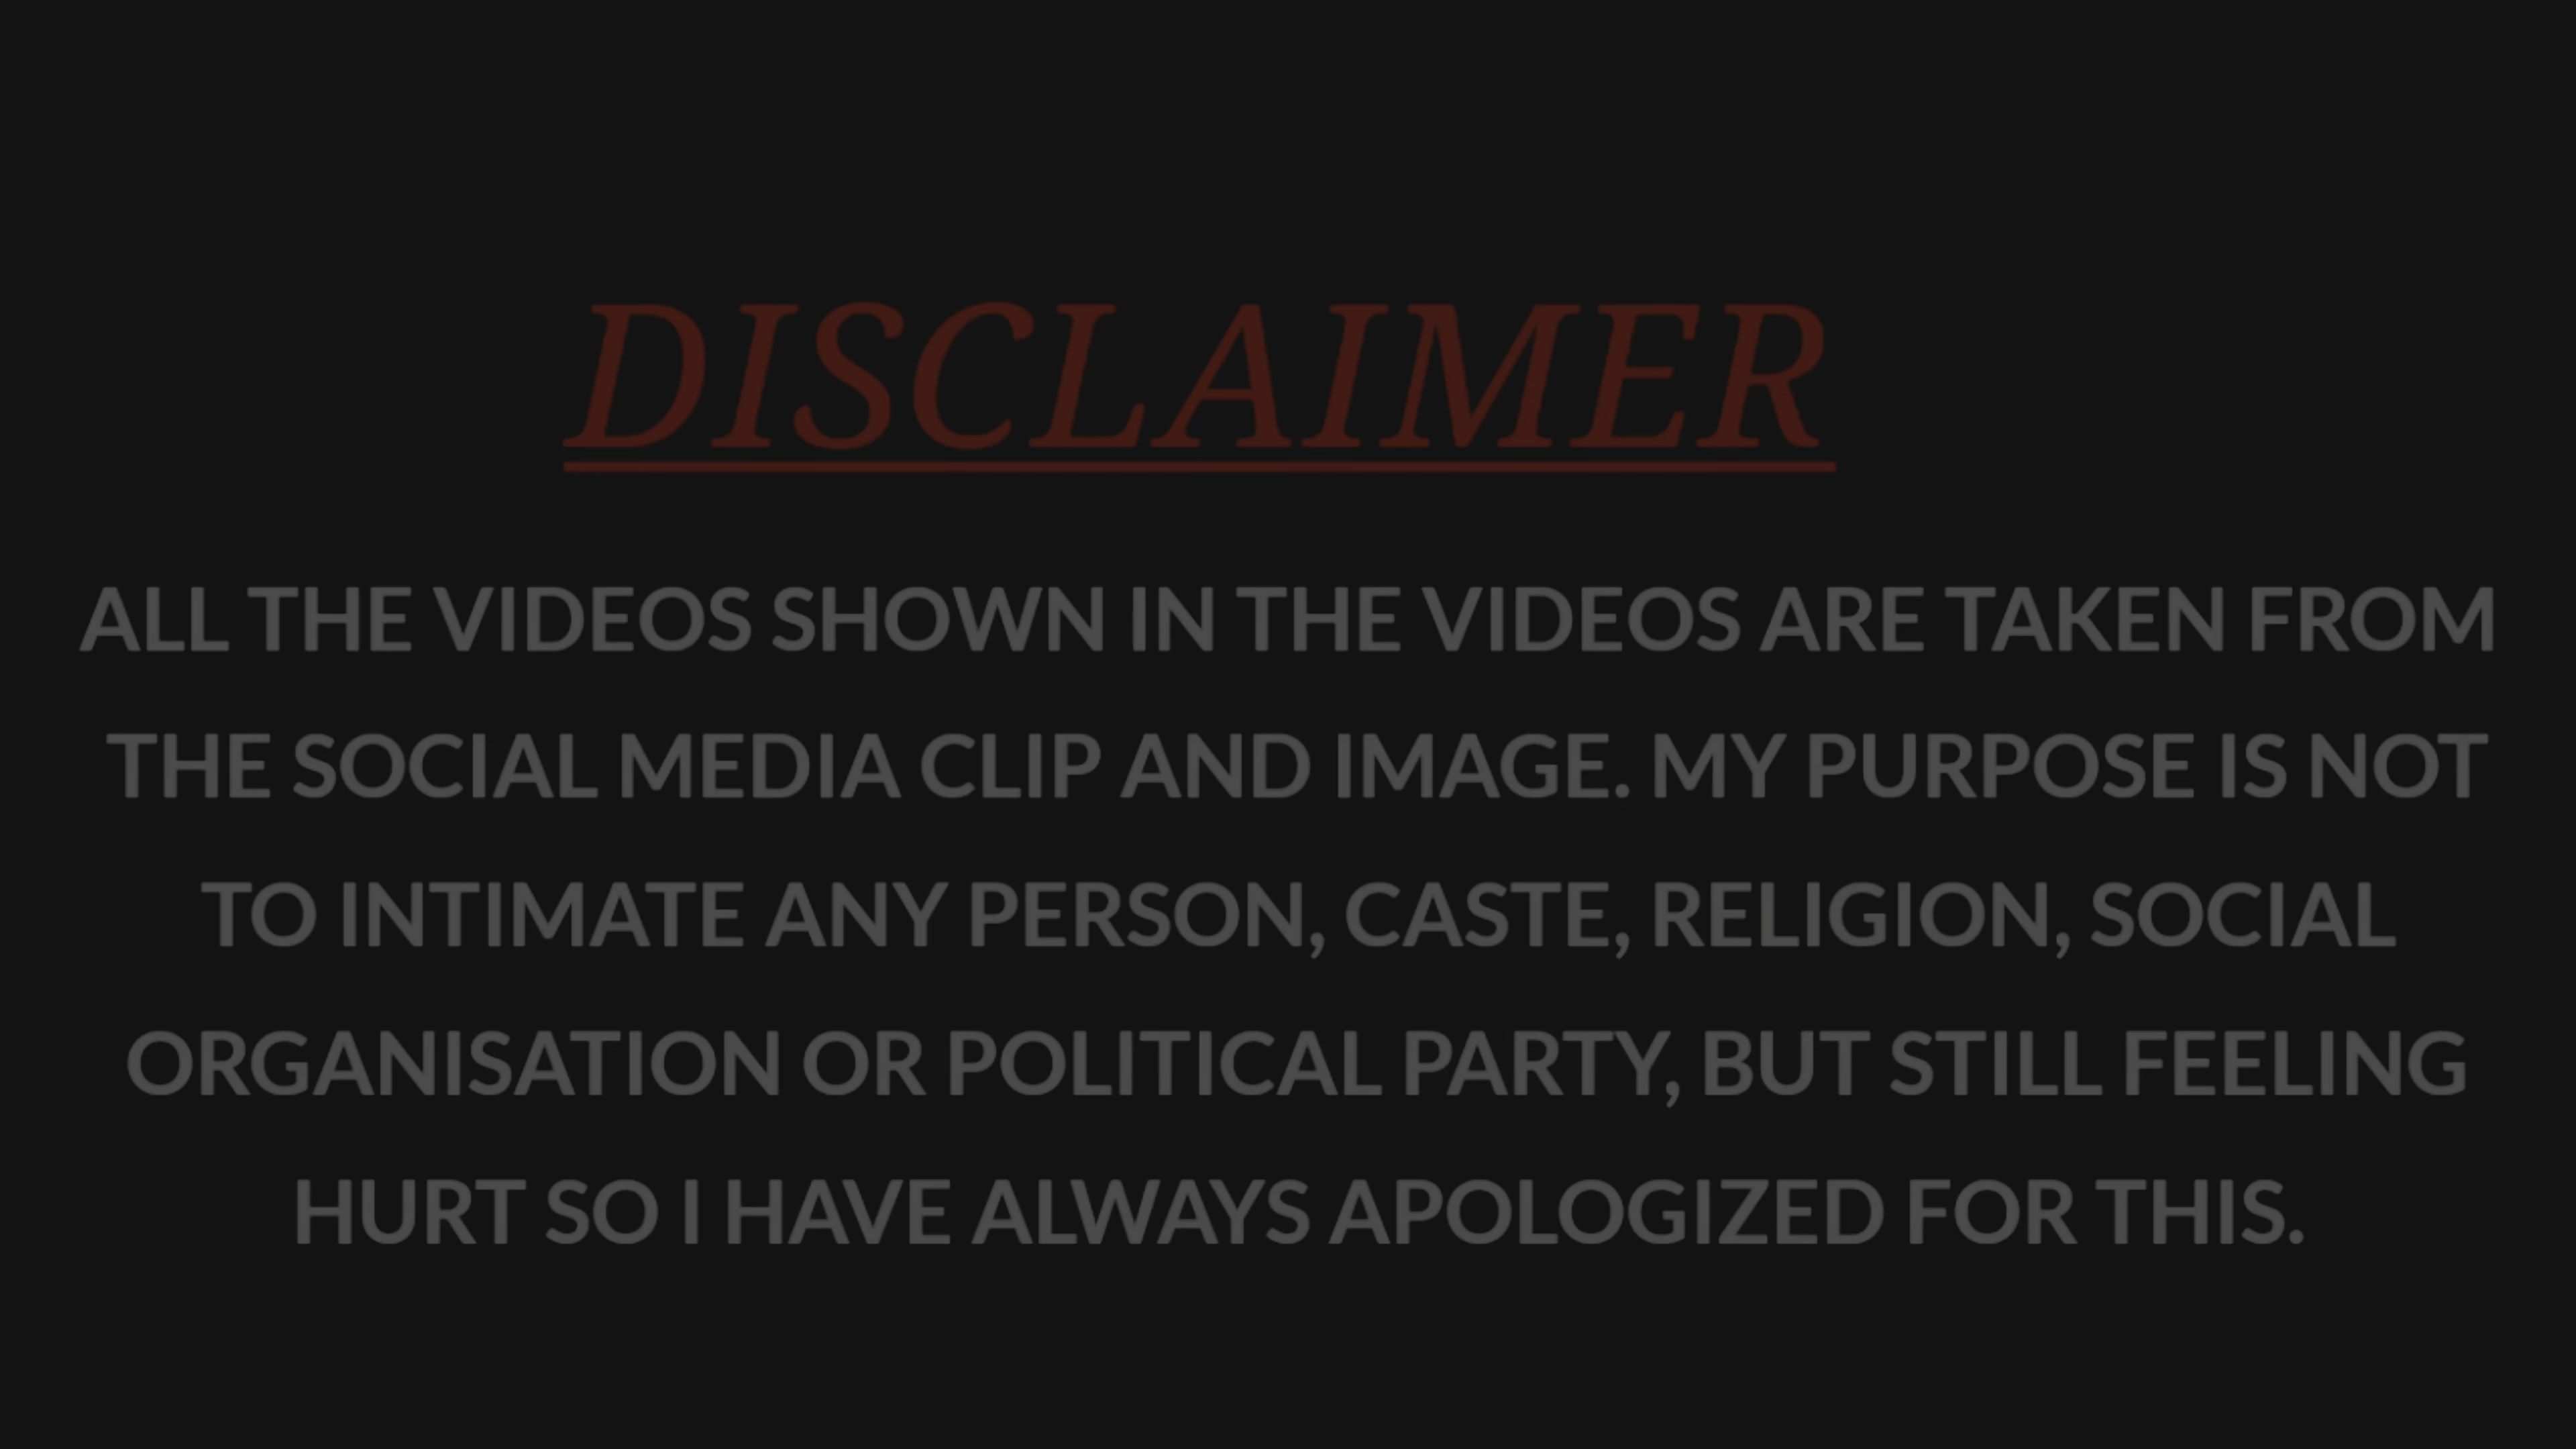 DISCLAIMER
ALL THE VIDEOS SHOWN IN THE VIDEOS ARE TAKEN FROM
THE SOCIAL MEDIA CLIP AND IMAGE. MY PURPOSE IS NOT
TO INTIMATE ANY PERSON, CASTE, RELIGION, SOCIAL
ORGANISATION OR POLITICAL PARTY, BUT STILL FEELING
HURT SO I HAVE ALWAYS APOLOGIZED FOR THIS.